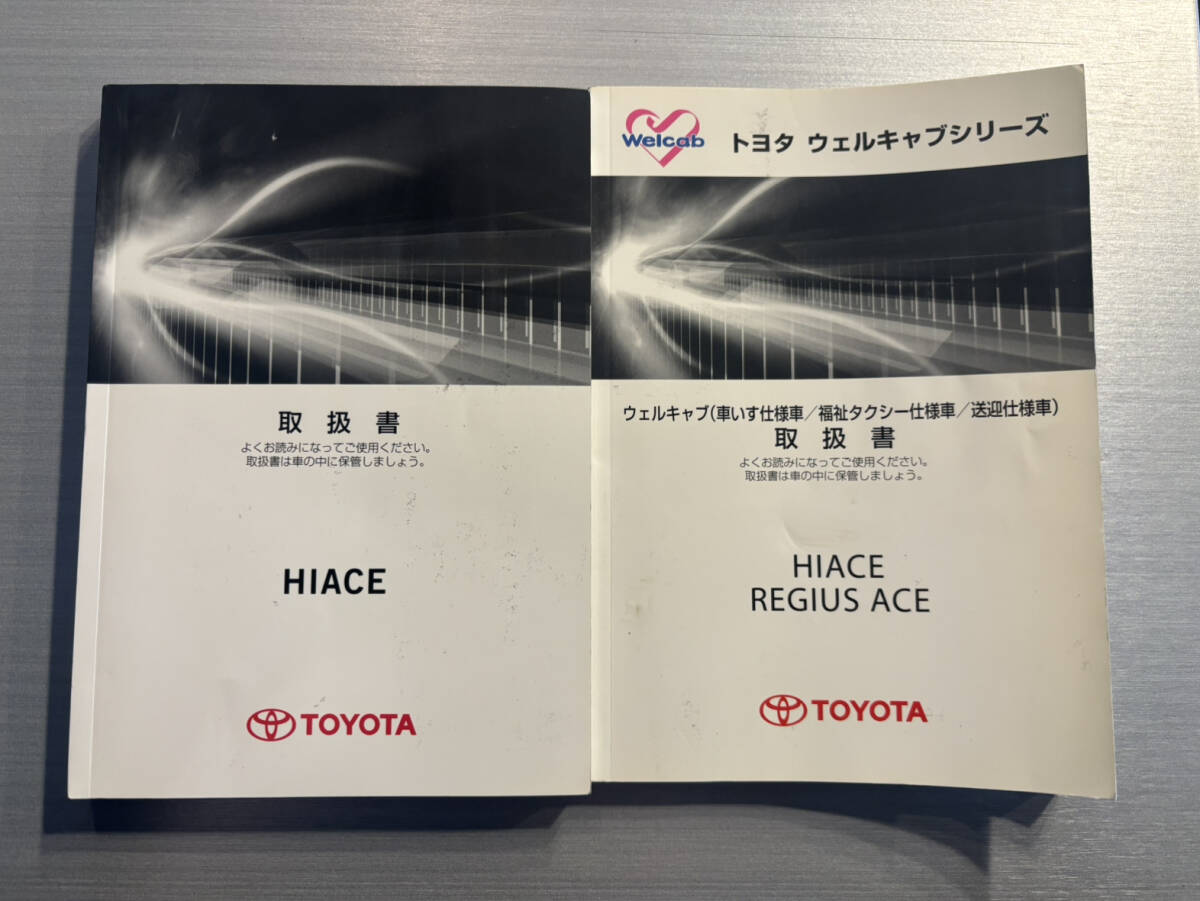 取扱書
よくお読みになってご使用ください。
取扱書は車の中に保管しましょう。
HIACE
TOYOTA
Welcab
トヨタ ウェルキャブシリーズ
ウェルキャブ(車いす仕様車／福祉タクシー仕様車／送迎仕様車)
取扱書
よくお読みになってご使用ください。
取扱書は車の中に保管しましょう。
HIACE
REGIUS ACE
TOYOTA